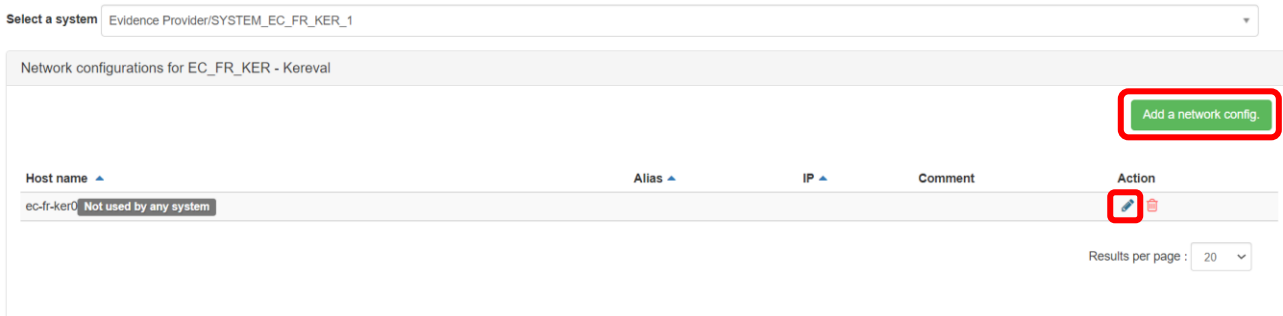 Select a system Evidence Provider/SYSTEM_EC_FR_KER_1
Network configurations for EC_FR_KER - Kereval
Add a network config.
Host name Alias IP Comment Action
ec-fr-ker0 Not used by any system
Results per page : 20